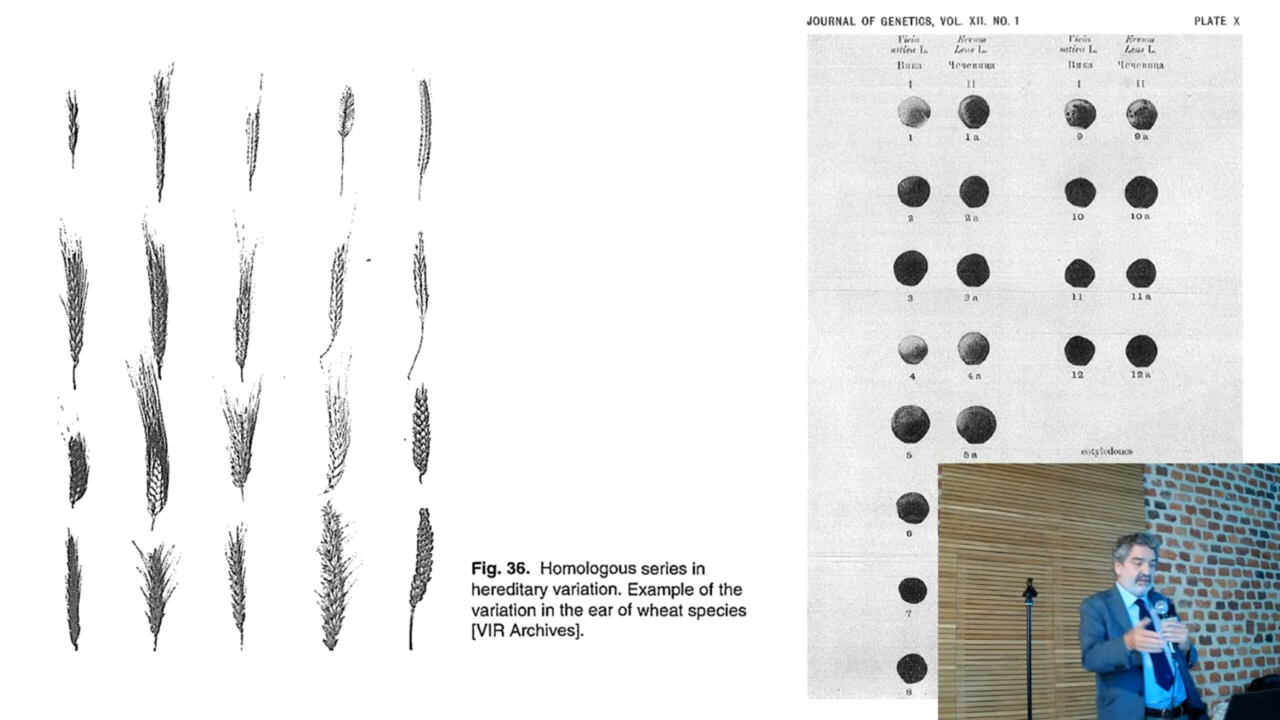 JOURNAL OF GENETICS, VOL. XII. NO. 1
PLATE X
Vicia
sativa L.
Ervum
Lens L.
Vicia
sativa L.
Ervum
Lens L.
Вика
Чечевица
Вика
Чечевица
I
II
I
II
1
1a
9
9a
2
2a
10
10a
3
3a
11
11a
4
4a
12
12a
5
5a
cotyledones
6
7
8
Fig. 36. Homologous series in
hereditary variation. Example of the
variation in the ear of wheat species
[VIR Archives].